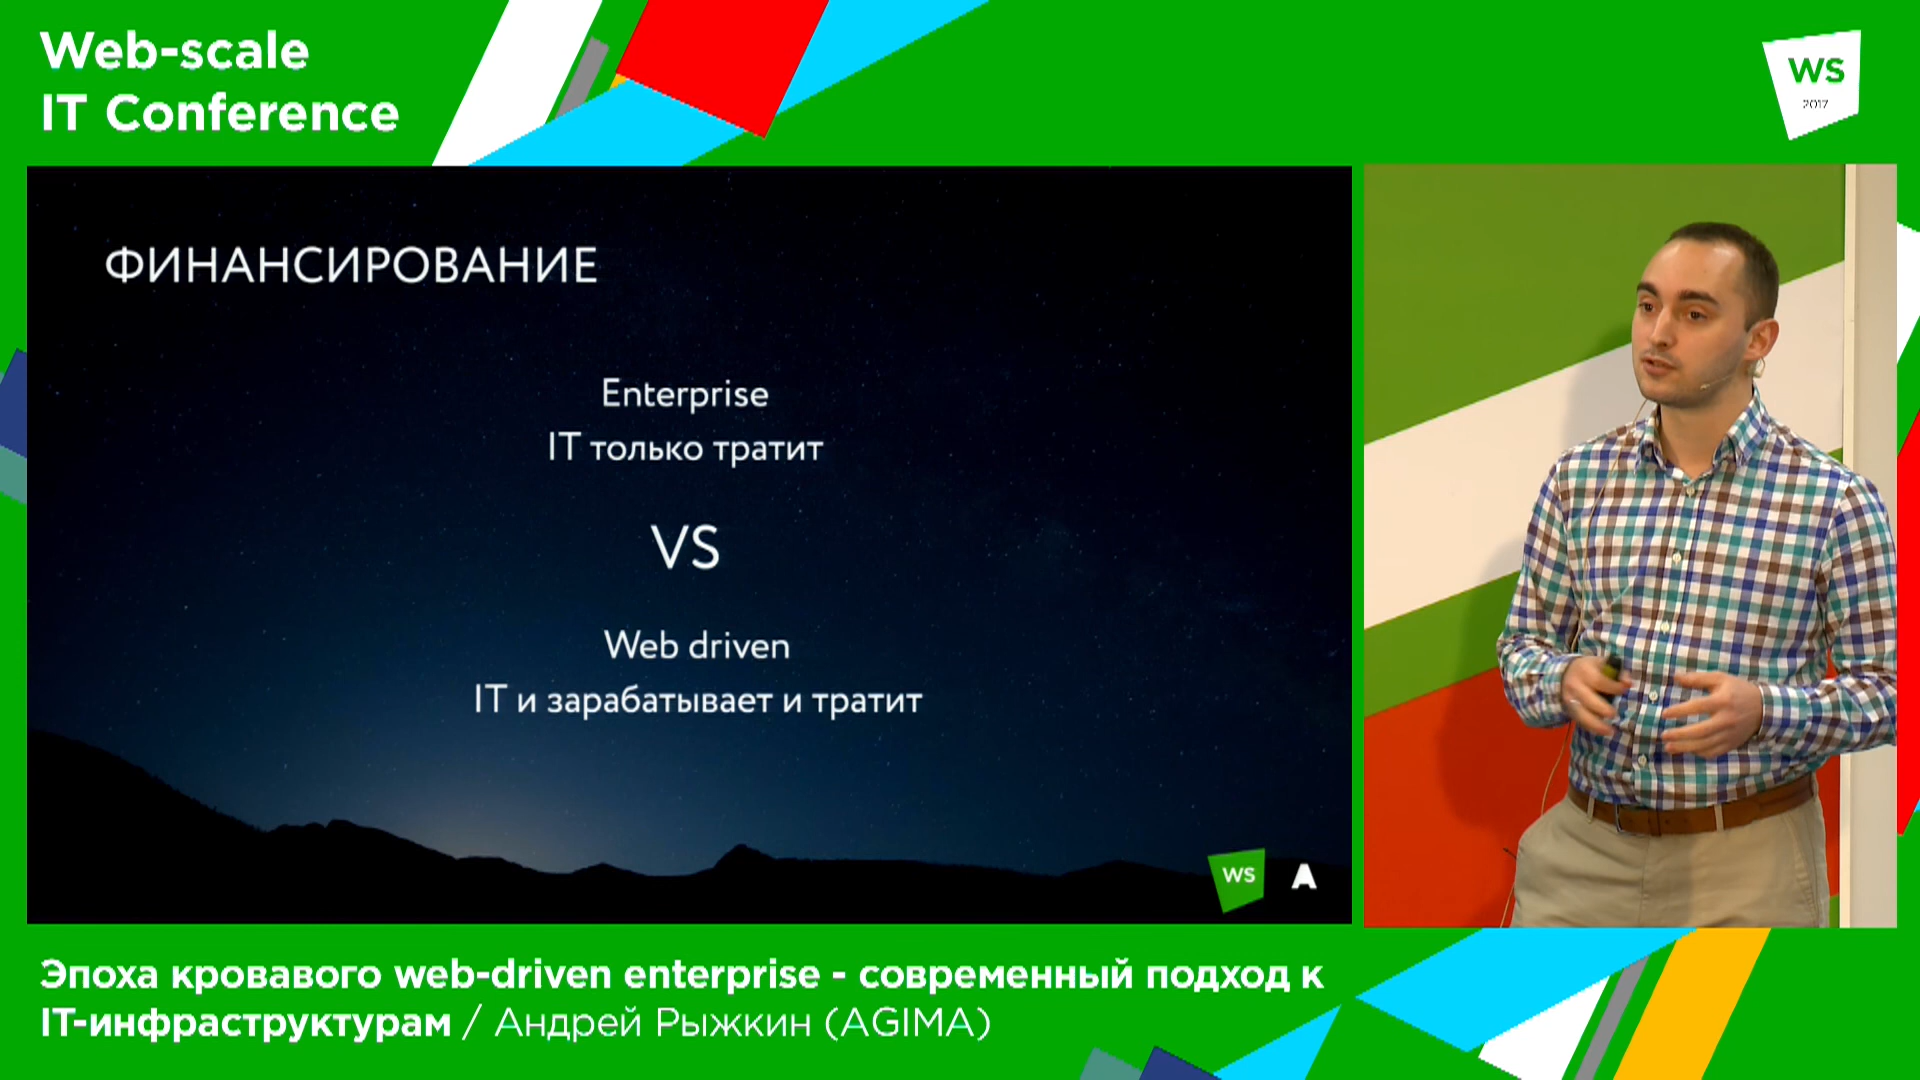 Web-scale
IT Conference
WS
2017
ФИНАНСИРОВАНИЕ
Enterprise
IT только тратит
VS
Web driven
IT и зарабатывает и тратит
WS
A
Эпоха кровавого web-driven enterprise - современный подход к
IT-инфраструктурам / Андрей Рыжкин (AGIMA)